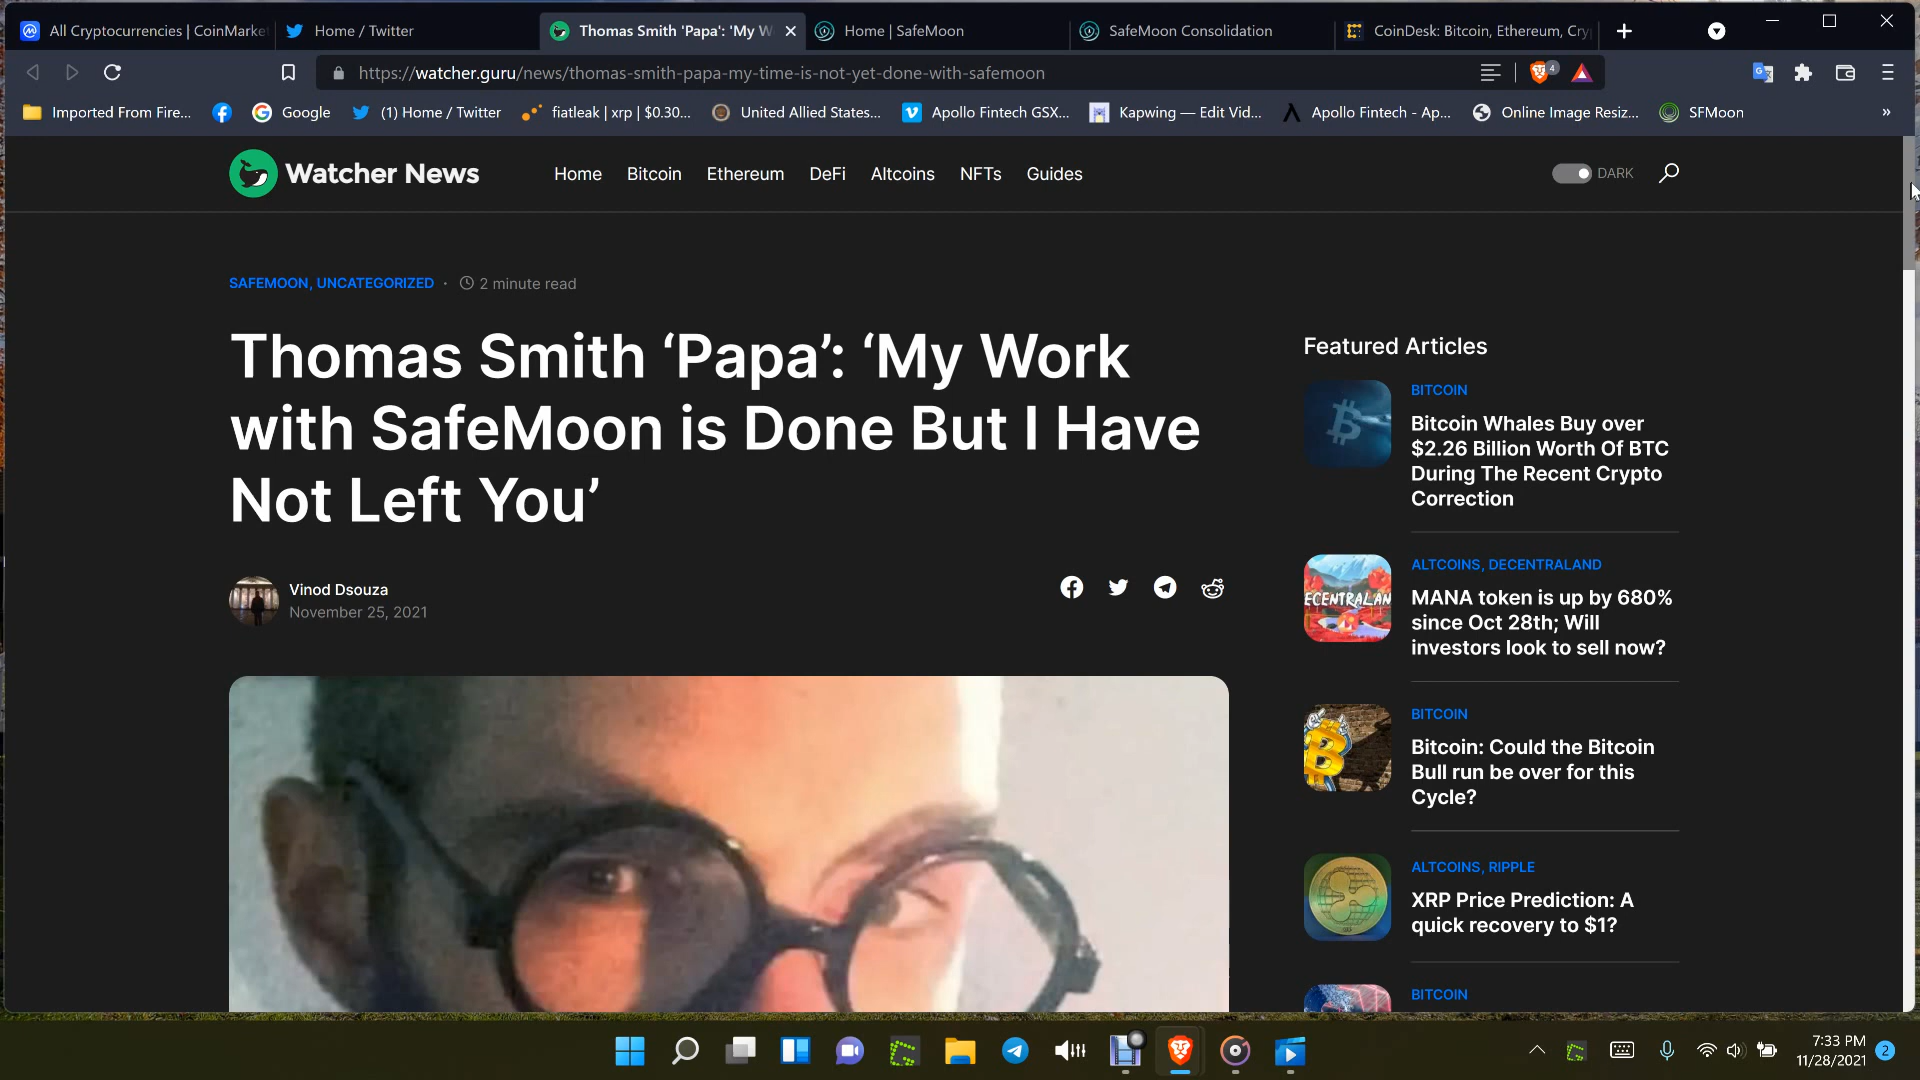 All Cryptocurrencies | CoinMarke
Home / Twitter
Thomas Smith 'Papa': 'My W
Home | SafeMoon
SafeMoon Consolidation
CoinDesk: Bitcoin, Ethereum, Cry
https://watcher.guru/news/thomas-smith-papa-my-time-is-not-yet-done-with-safemoon
4
Imported From Fire...
Google
(1) Home / Twitter
fiatleak | xrp | $0.30...
United Allied States...
Apollo Fintech GSX...
Kapwing — Edit Vid...
Apollo Fintech - Ap...
Online Image Resiz...
SFMoon
»
Watcher News
Home
Bitcoin
Ethereum
DeFi
Altcoins
NFTs
Guides
DARK
SAFEMOON, UNCATEGORIZED · 2 minute read
Thomas Smith ‘Papa’: ‘My Work
with SafeMoon is Done But I Have
Not Left You’
Vinod Dsouza
November 25, 2021
Featured Articles
BITCOIN
Bitcoin Whales Buy over
$2.26 Billion Worth Of BTC
During The Recent Crypto
Correction
ECENTRALAN
ALTCOINS, DECENTRALAND
MANA token is up by 680%
since Oct 28th; Will
investors look to sell now?
BITCOIN
Bitcoin: Could the Bitcoin
Bull run be over for this
Cycle?
ALTCOINS, RIPPLE
XRP Price Prediction: A
quick recovery to $1?
BITCOIN
7:33 PM
11/28/2021
2